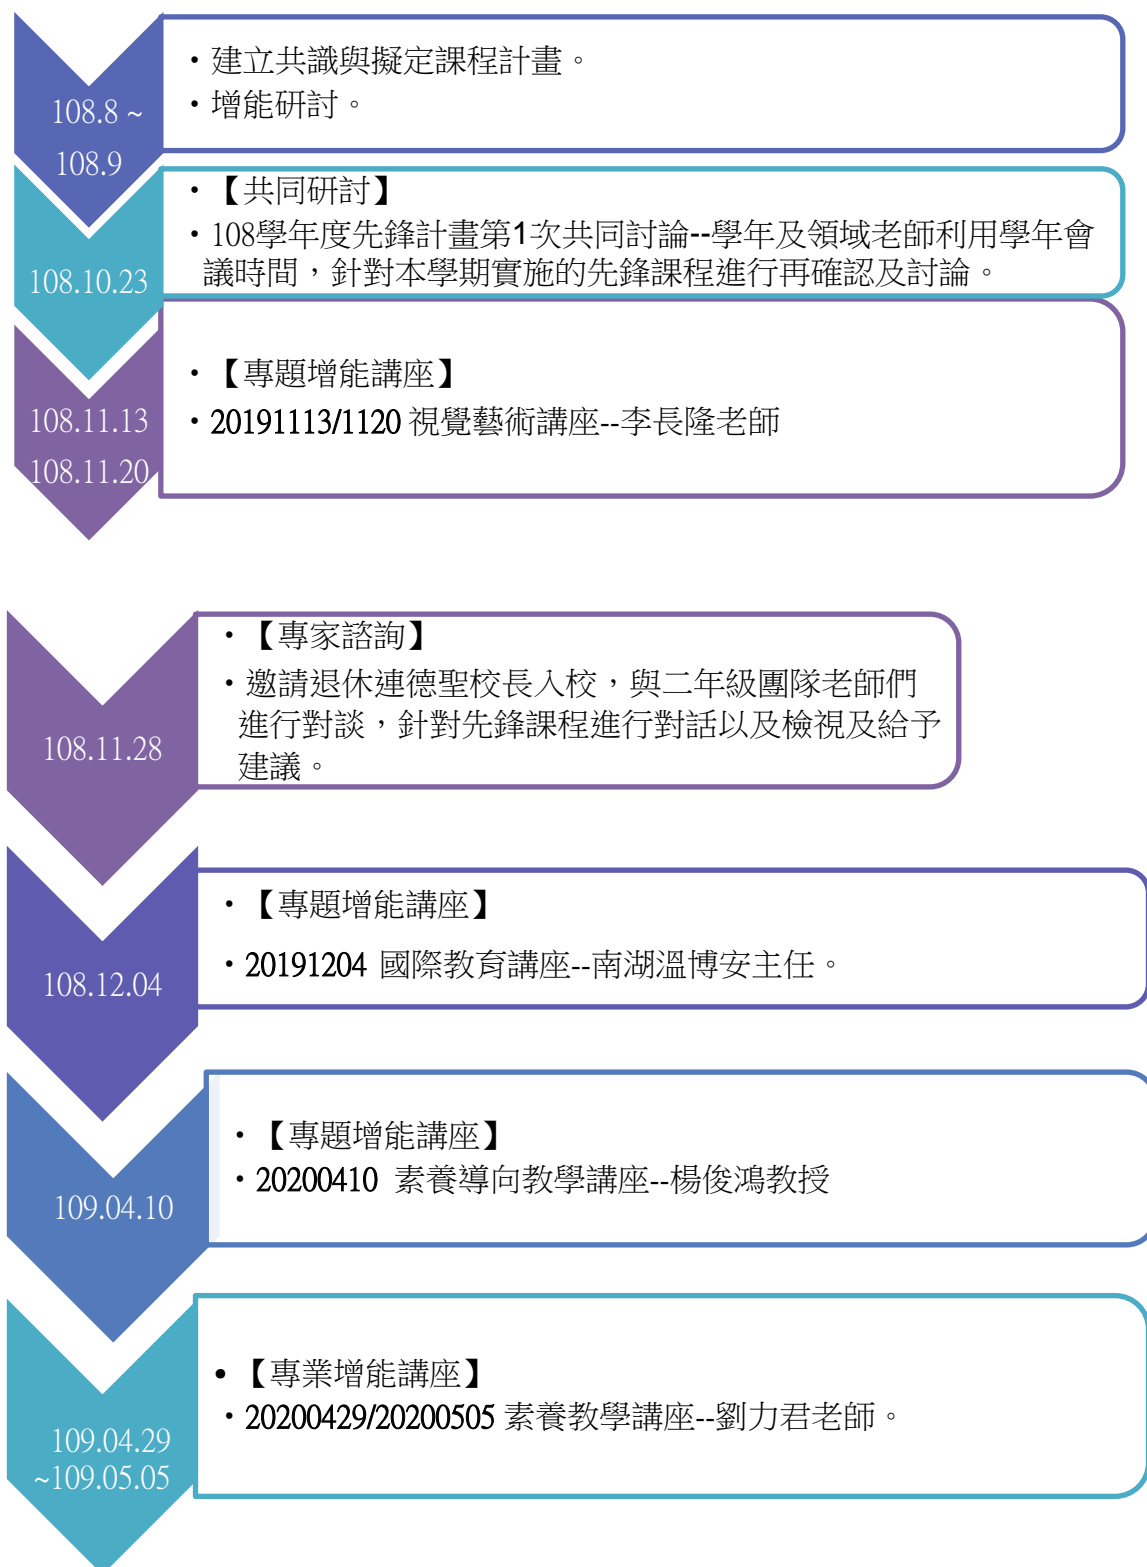 108.8 ~
108.9
・建立共識與擬定課程計畫。
・增能研討。
108.10.23
・【共同研討】
・108學年度先鋒計畫第1次共同討論--學年及領域老師利用學年會
議時間，針對本學期實施的先鋒課程進行再確認及討論。
108.11.13
108.11.20
・【專題增能講座】
・20191113/1120 視覺藝術講座--李長隆老師
108.11.28
・【專家諮詢】
・邀請退休連德聖校長入校，與二年級團隊老師們
進行對談，針對先鋒課程進行對話以及檢視及給予
建議。
108.12.04
・【專題增能講座】
・20191204 國際教育講座--南湖溫博安主任。
109.04.10
・【專題增能講座】
・20200410 素養導向教學講座--楊俊鴻教授
109.04.29
~109.05.05
•【專業增能講座】
・20200429/20200505 素養教學講座--劉力君老師。